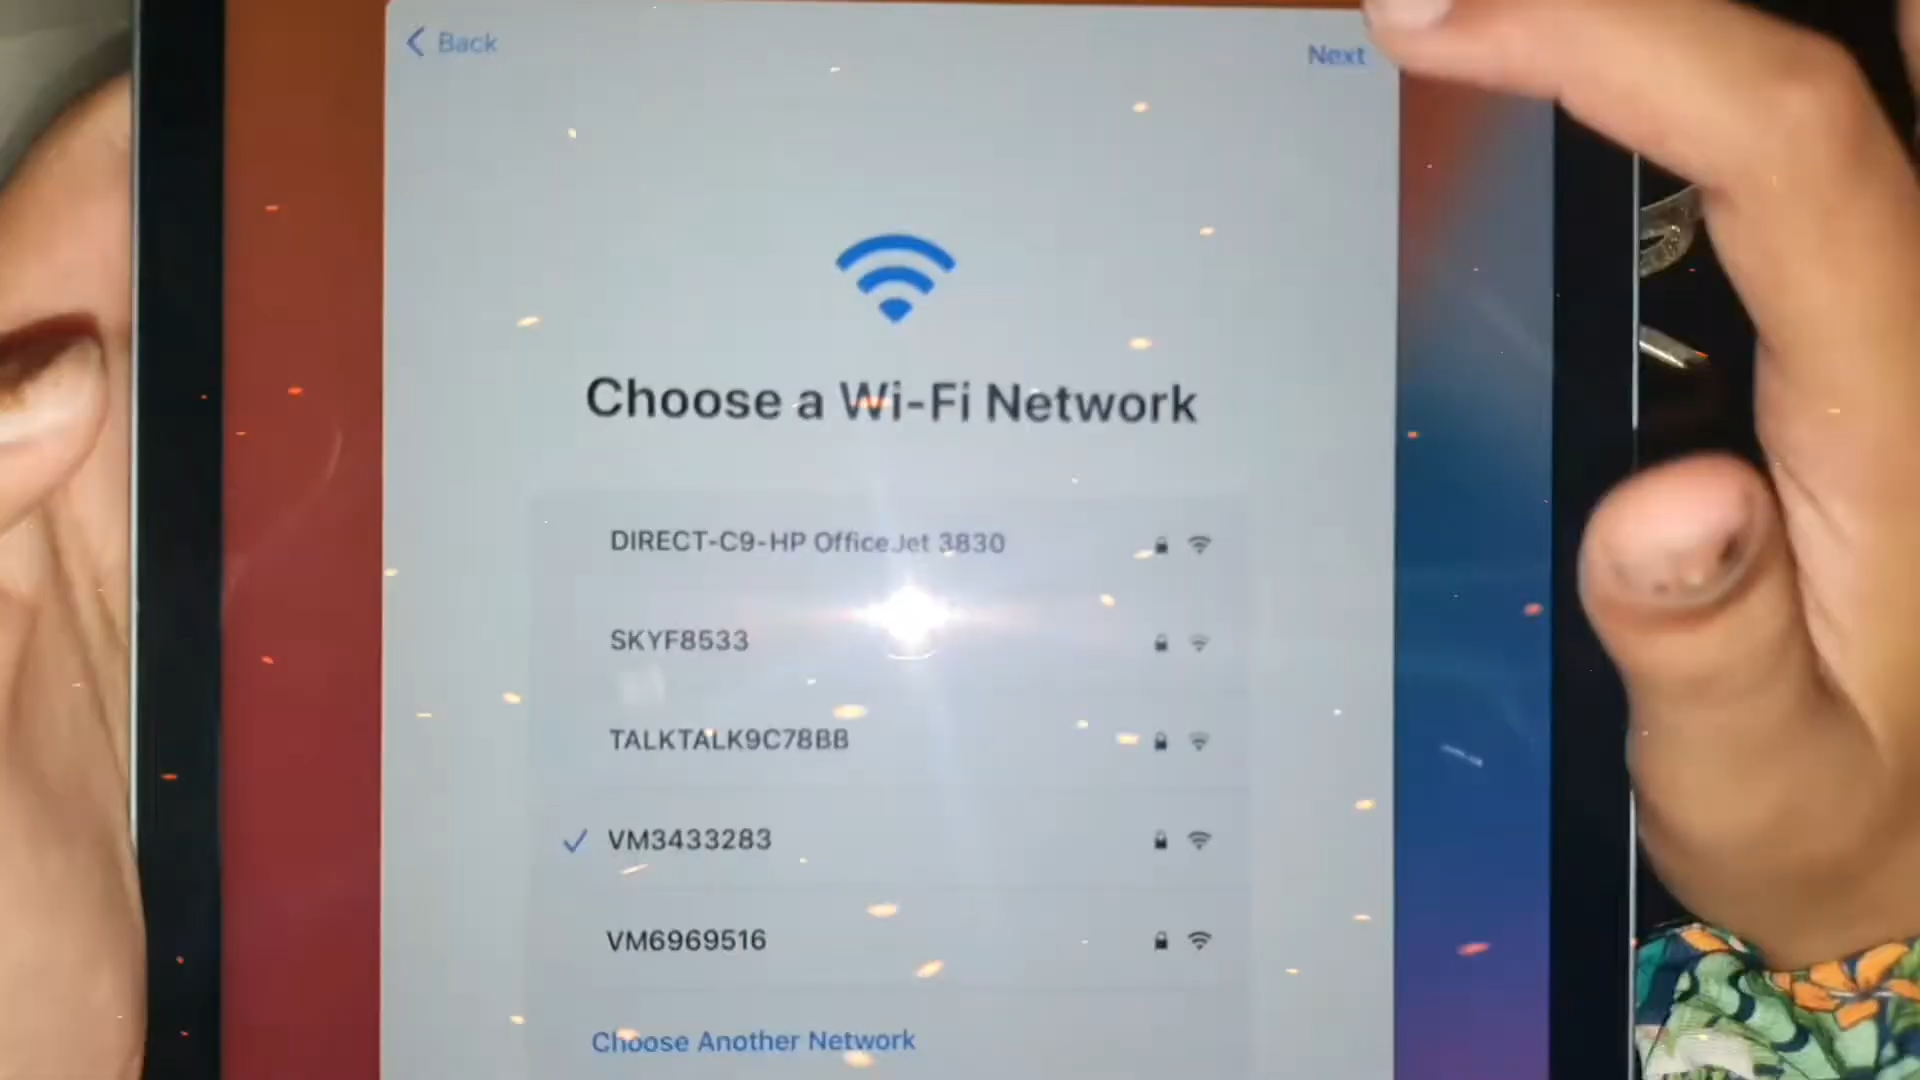 Back
Next
Choose a Wi-Fi Network
DIRECT-C9-HP OfficeJet 3830
SKYF8533
TALKTALK9C78BB
VM3433283
VM6969516
Choose Another Network